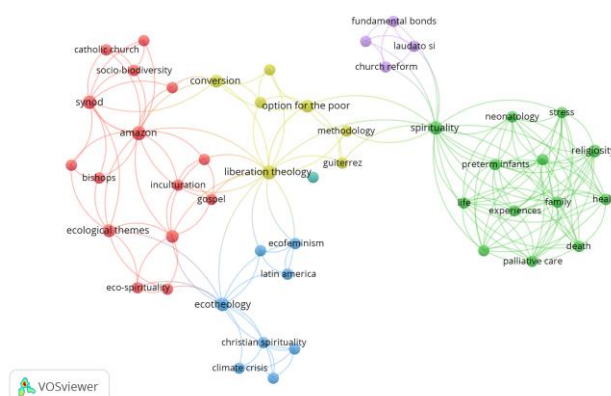 fundamental bonds
catholic church
laudato si
socio-biodiversity
church reform
conversion
synod
option for the poor
neonatology
stress
amazon
methodology
spirituality
religiosity
preterm infants
liberation theology
guiterrez
bishops
inculturation
gospel
life
family
heal
experiences
ecological themes
ecofeminism
death
latin america
palliative care
eco-spirituality
ecotheology
christian spirituality
climate crisis
VOSviewer